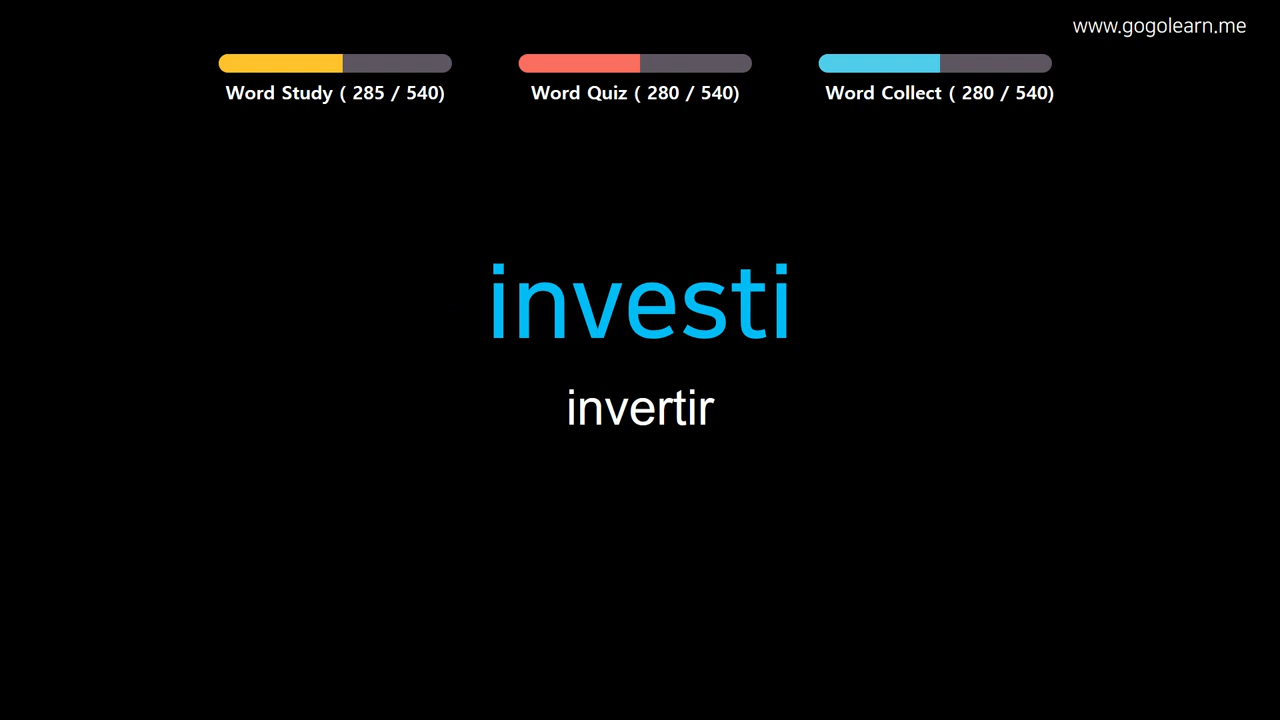 www.gogolearn.me
Word Study ( 285 / 540)
Word Quiz ( 280 / 540)
Word Collect ( 280 / 540)
investi
invertir